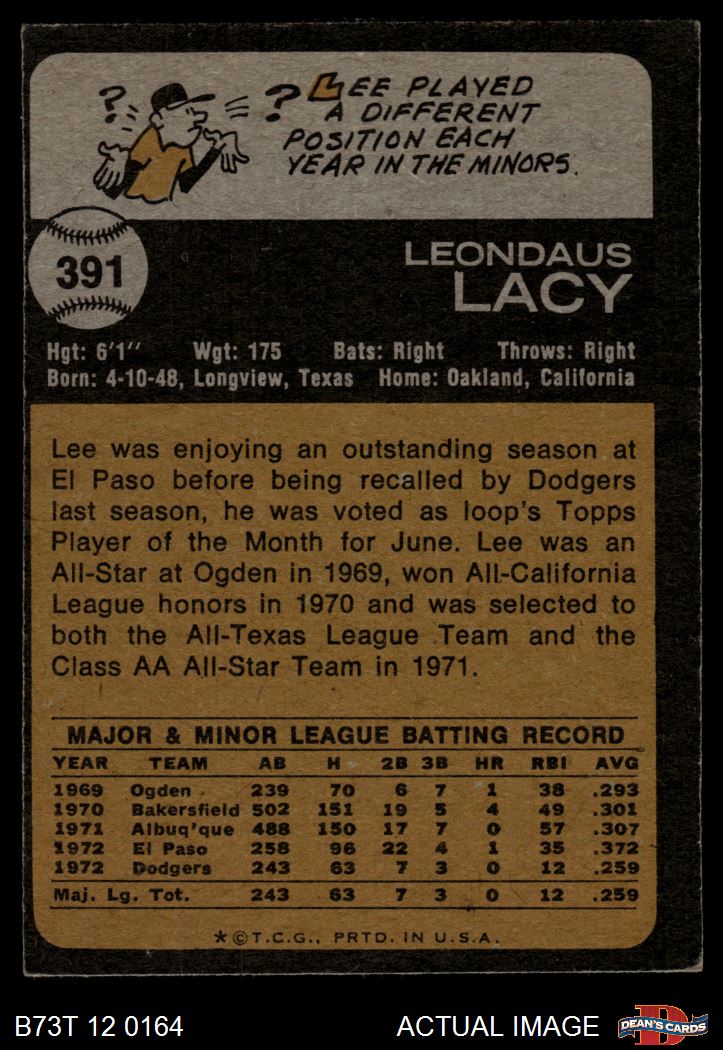 ? ? LEE PLAYED
A DIFFERENT
POSITION EACH
YEAR IN THE MINORS.
391
LEONDAUS
LACY
Hgt: 6'1" Wgt: 175 Bats: Right Throws: Right
Born: 4-10-48, Longview, Texas Home: Oakland, California
Lee was enjoying an outstanding season at
El Paso before being recalled by Dodgers
last season, he was voted as loop's Topps
Player of the Month for June. Lee was an
All-Star at Ogden in 1969, won All-California
League honors in 1970 and was selected to
both the All-Texas League Team and the
Class AA All-Star Team in 1971.
MAJOR & MINOR LEAGUE BATTING RECORD
YEAR TEAM AB H 2B 3B HR RBI AVG
1969 Ogden 239 70 6 7 1 38 .293
1970 Bakersfield 502 151 19 5 4 49 .301
1971 Albuq'que 488 150 17 7 0 57 .307
1972 El Paso 258 96 22 4 1 35 .372
1972 Dodgers 243 63 7 3 0 12 .259
Maj. Lg. Tot. 243 63 7 3 0 12 .259
*©T.C.G., PRTD. IN U.S.A.
B73T 12 0164 ACTUAL IMAGE D DEAN'S CARDS